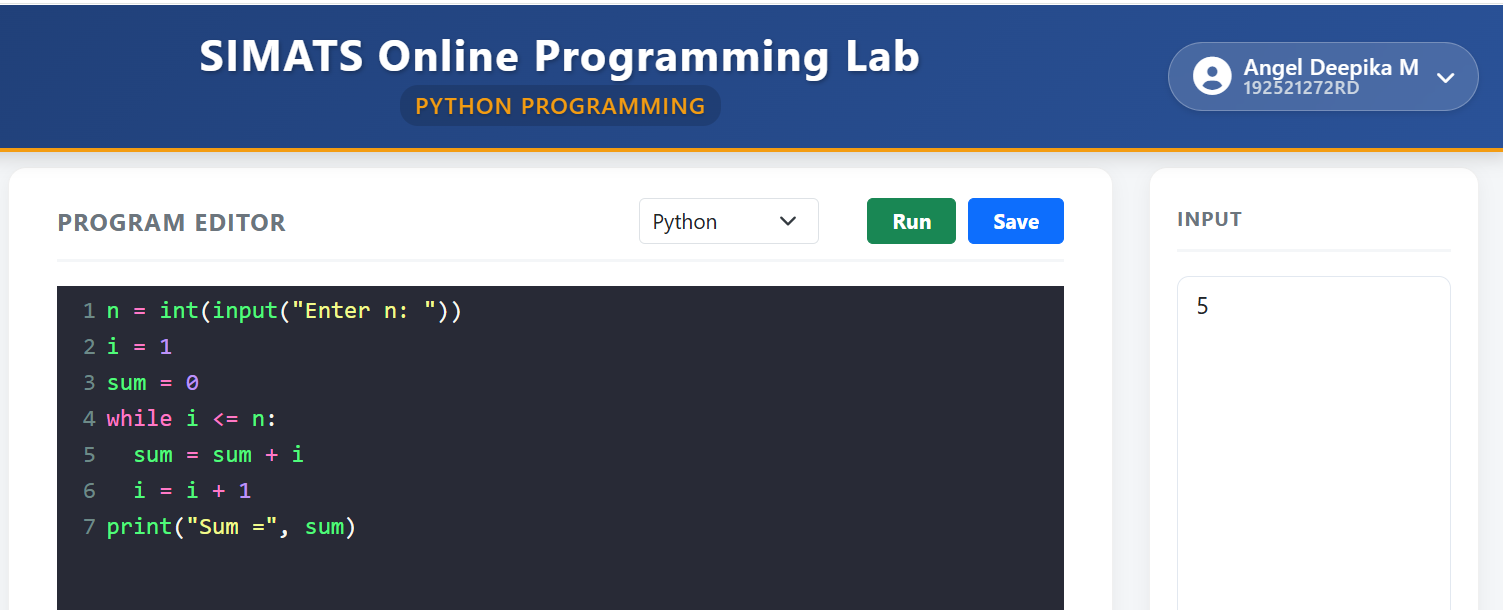 SIMATS Online Programming Lab
PYTHON PROGRAMMING
Angel Deepika M
192521272RD
PROGRAM EDITOR
Python
Run
Save
1 n = int(input("Enter n: "))
2 i = 1
3 sum = 0
4 while i <= n:
5   sum = sum + i
6   i = i + 1
7 print("Sum =", sum)
INPUT
5